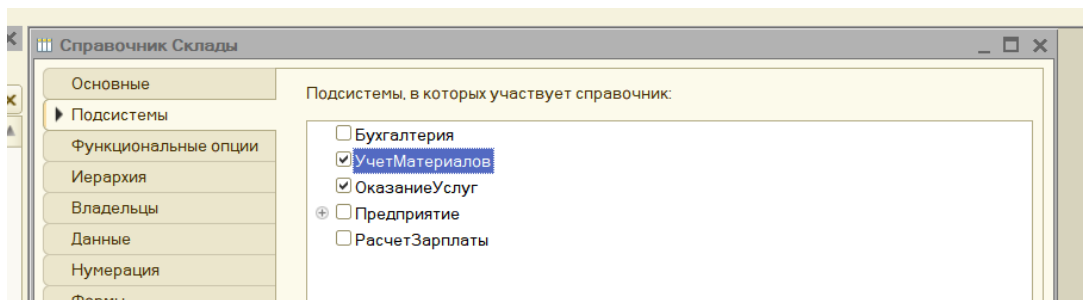 Справочник Склады
Основные
Подсистемы
Функциональные опции
Иерархия
Владельцы
Данные
Нумерация
Формы
Подсистемы, в которых участвует справочник:
Бухгалтерия
УчетМатериалов
ОказаниеУслуг
Предприятие
РасчетЗарплаты